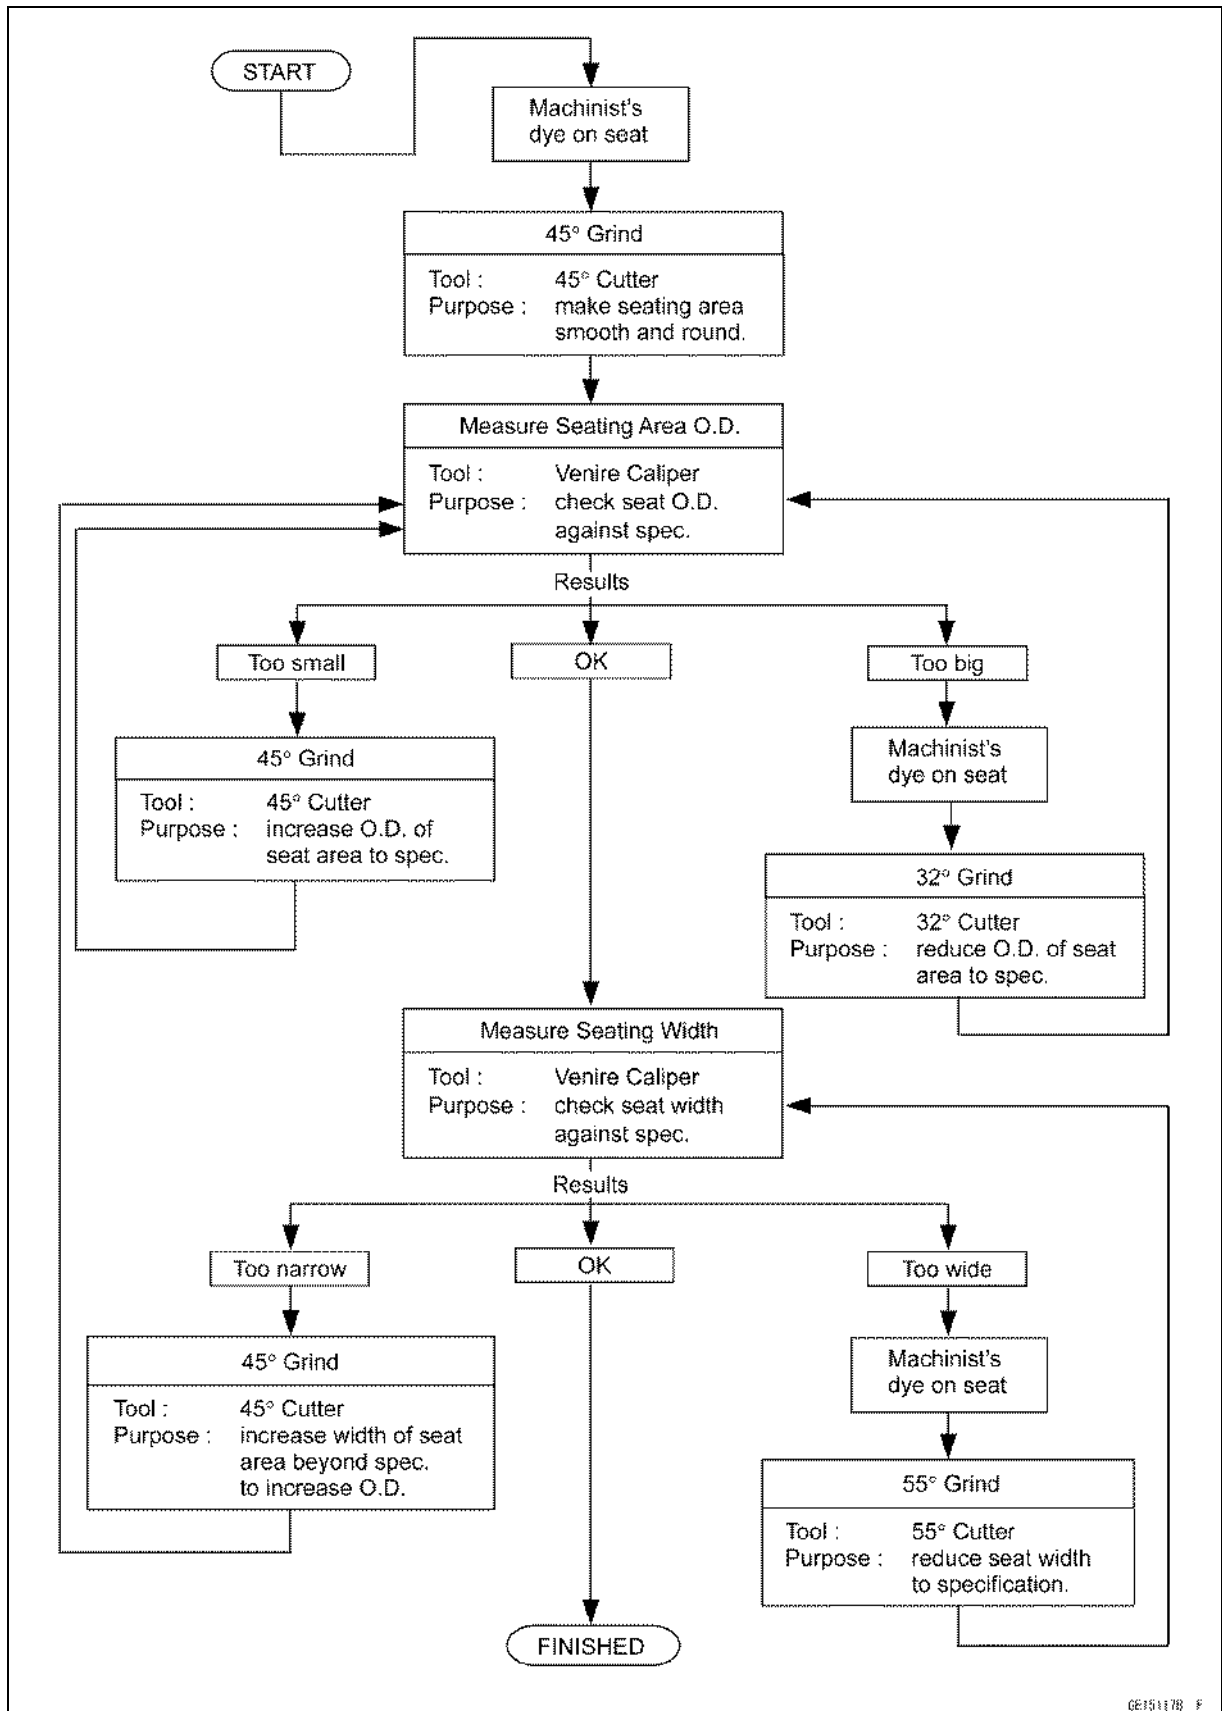 START
Machinist's
dye on seat
45° Grind
Tool : 45° Cutter
Purpose : make seating area
smooth and round.
Measure Seating Area O.D.
Tool : Venire Caliper
Purpose : check seat O.D.
against spec.
Results
Too small
OK
Too big
45° Grind
Tool : 45° Cutter
Purpose : increase O.D. of
seat area to spec.
Machinist's
dye on seat
32° Grind
Tool : 32° Cutter
Purpose : reduce O.D. of seat
area to spec.
Measure Seating Width
Tool : Venire Caliper
Purpose : check seat width
against spec.
Results
Too narrow
OK
Too wide
45° Grind
Tool : 45° Cutter
Purpose : increase width of seat
area beyond spec.
to increase O.D.
Machinist's
dye on seat
55° Grind
Tool : 55° Cutter
Purpose : reduce seat width
to specification.
FINISHED
F